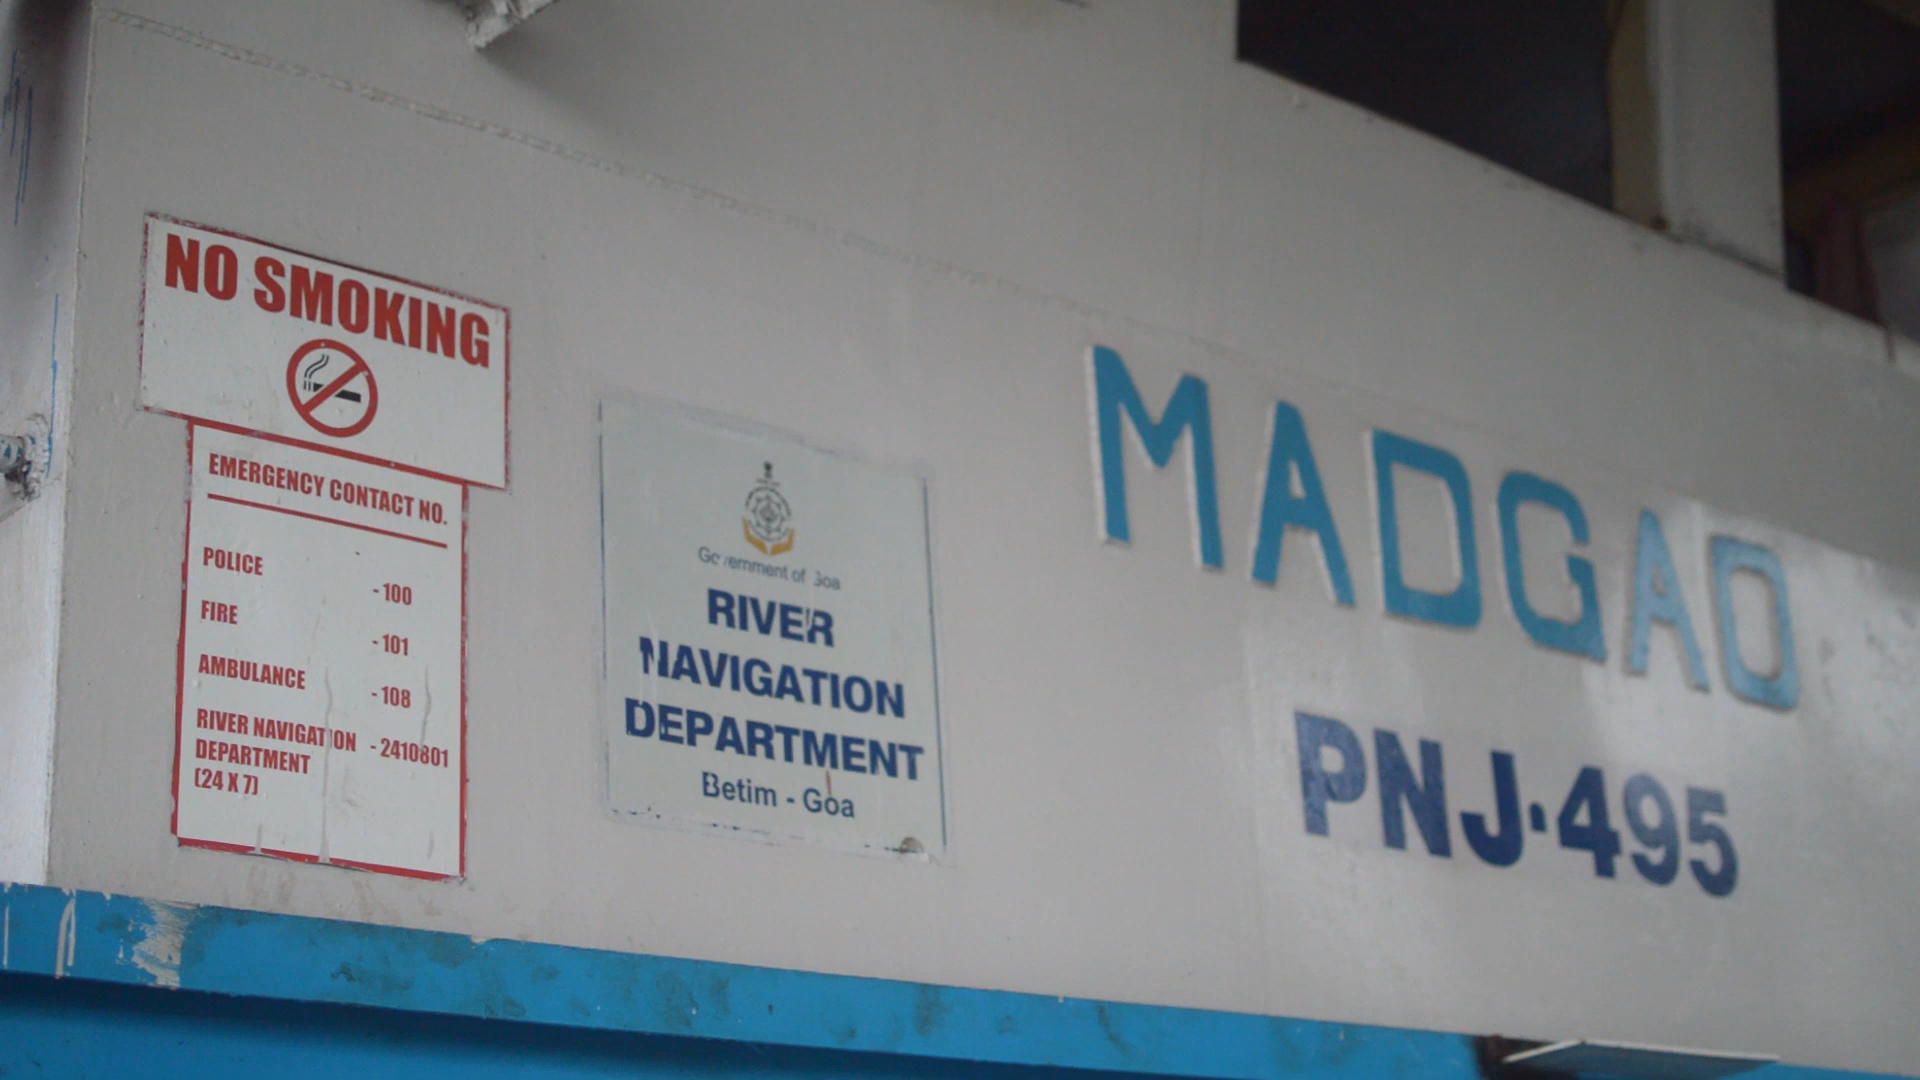 NO SMOKING
EMERGENCY CONTACT NO.
POLICE - 100
FIRE - 101
AMBULANCE - 108
RIVER NAVIGATION - 2410801
DEPARTMENT
(24 X 7)
Government of Goa
RIVER
NAVIGATION
DEPARTMENT
Betim - Goa
MADGAO
PNJ-495